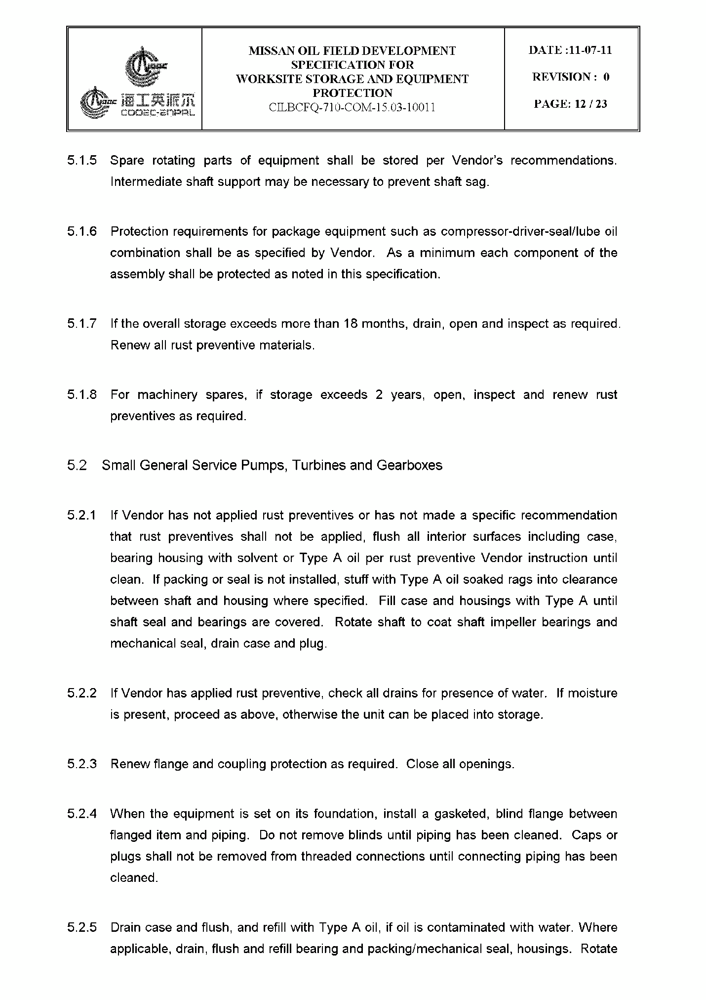 MISSAN OIL FIELD DEVELOPMENT
SPECIFICATION FOR
WORKSITE STORAGE AND EQUIPMENT
PROTECTION
CILBCFQ-710-COM-15.03-10011
DATE :11-07-11
REVISION : 0
PAGE: 12 / 23
海工英派尔
COOEC-ENPAL
5.1.5 Spare rotating parts of equipment shall be stored per Vendor's recommendations.
Intermediate shaft support may be necessary to prevent shaft sag.
5.1.6 Protection requirements for package equipment such as compressor-driver-seal/lube oil
combination shall be as specified by Vendor. As a minimum each component of the
assembly shall be protected as noted in this specification.
5.1.7 If the overall storage exceeds more than 18 months, drain, open and inspect as required.
Renew all rust preventive materials.
5.1.8 For machinery spares, if storage exceeds 2 years, open, inspect and renew rust
preventives as required.
5.2 Small General Service Pumps, Turbines and Gearboxes
5.2.1 If Vendor has not applied rust preventives or has not made a specific recommendation
that rust preventives shall not be applied, flush all interior surfaces including case,
bearing housing with solvent or Type A oil per rust preventive Vendor instruction until
clean. If packing or seal is not installed, stuff with Type A oil soaked rags into clearance
between shaft and housing where specified. Fill case and housings with Type A until
shaft seal and bearings are covered. Rotate shaft to coat shaft impeller bearings and
mechanical seal, drain case and plug.
5.2.2 If Vendor has applied rust preventive, check all drains for presence of water. If moisture
is present, proceed as above, otherwise the unit can be placed into storage.
5.2.3 Renew flange and coupling protection as required. Close all openings.
5.2.4 When the equipment is set on its foundation, install a gasketed, blind flange between
flanged item and piping. Do not remove blinds until piping has been cleaned. Caps or
plugs shall not be removed from threaded connections until connecting piping has been
cleaned.
5.2.5 Drain case and flush, and refill with Type A oil, if oil is contaminated with water. Where
applicable, drain, flush and refill bearing and packing/mechanical seal, housings. Rotate